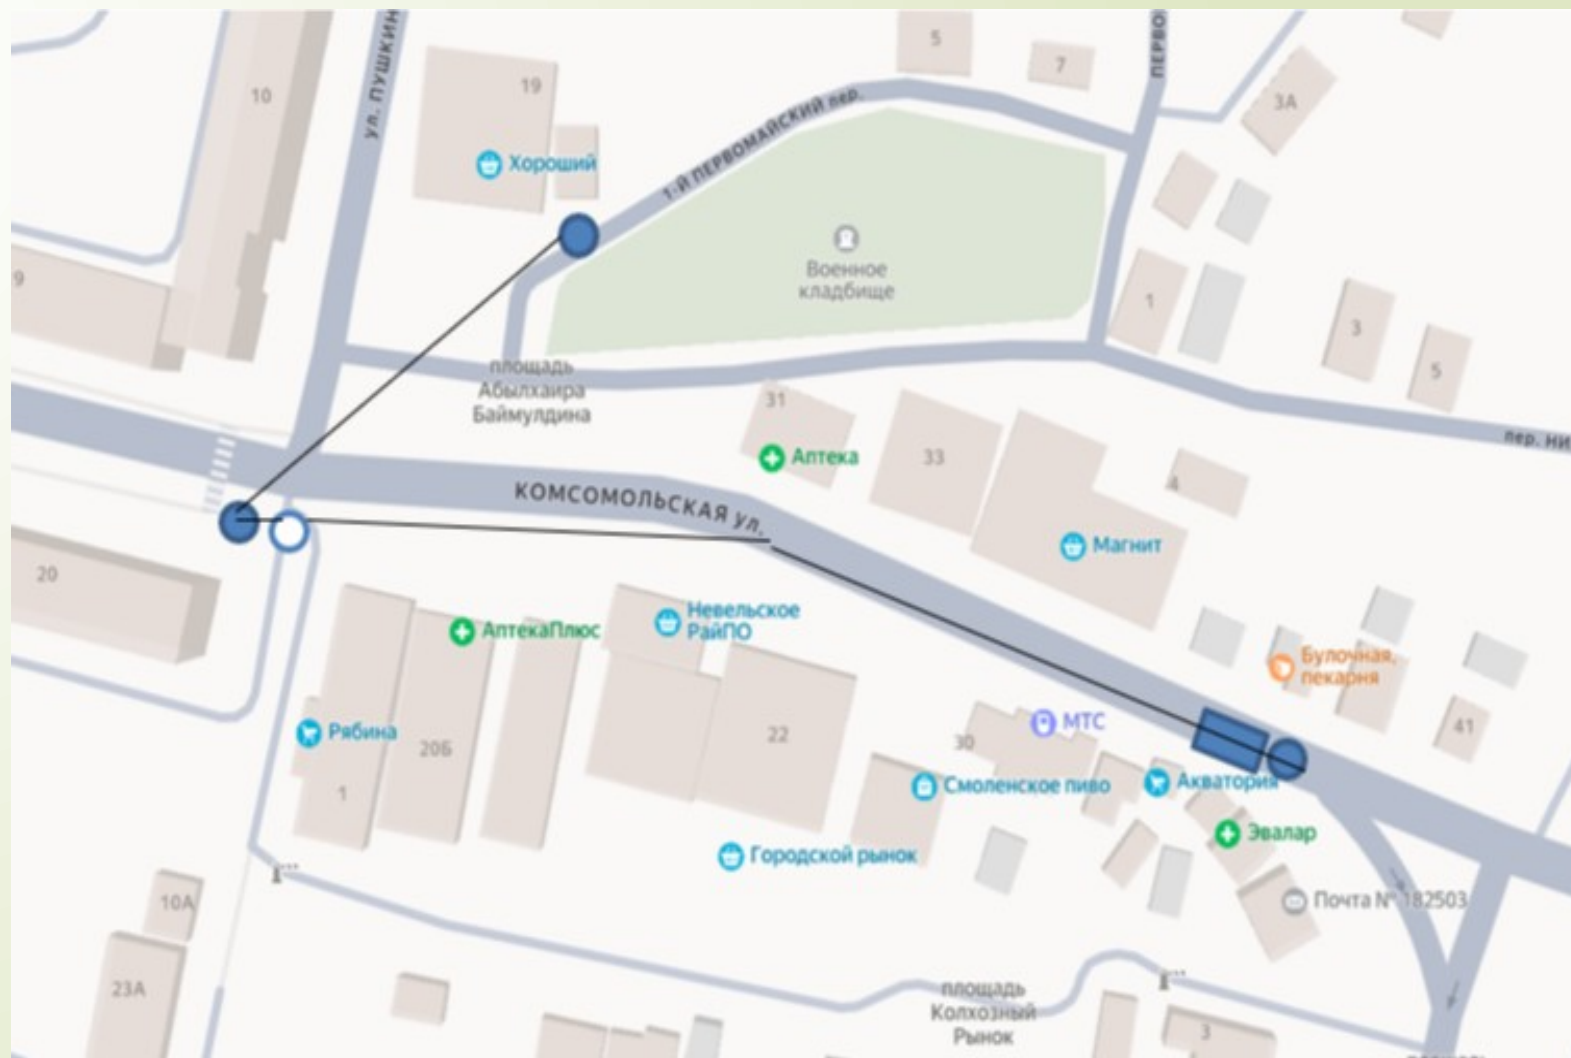 10
ул. ПУШКИН
19
Хороший
5
7
ПЕРВО
3А
1-Й ПЕРВОМАЙСКИЙ пер.
9
Военное
кладбище
1
3
5
площадь
Абылхаира
Баймулдина
31
Аптека
33
пер. НИ
КОМСОМОЛЬСКАЯ ул.
Магнит
20
АптекаПлюс
Невельское
РайПО
Булочная,
пекарня
Рябина
20Б
22
30
МТС
41
1
Смоленское пиво
Акватория
Эвалар
Городской рынок
10А
Почта № 182503
23А
площадь
Колхозный
Рынок
3